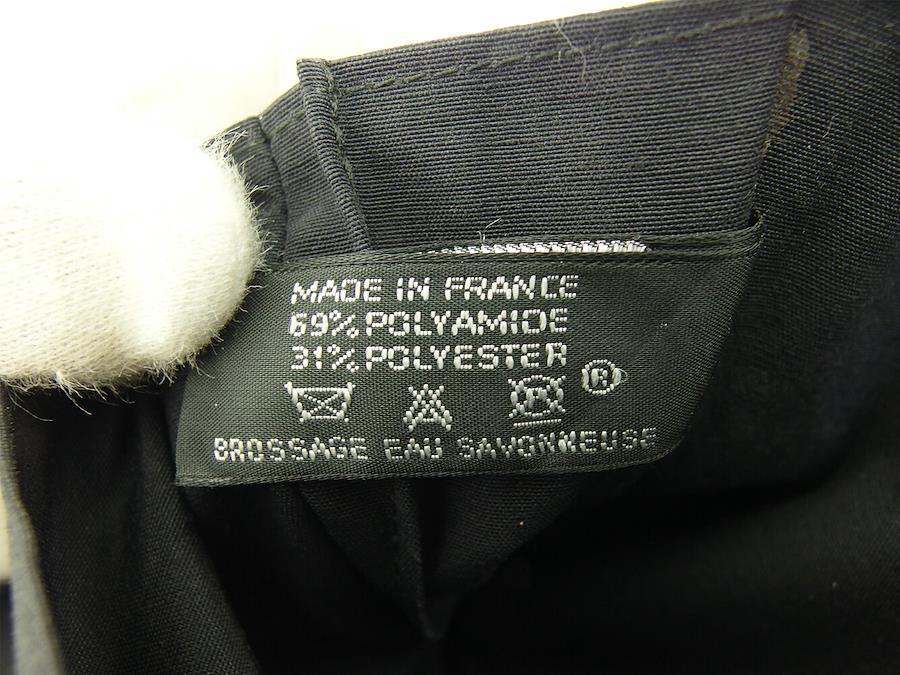 MADE IN FRANCE
69% POLYAMIDE
31% POLYESTER
®
BROSSAGE EAU SAVONNEUSE